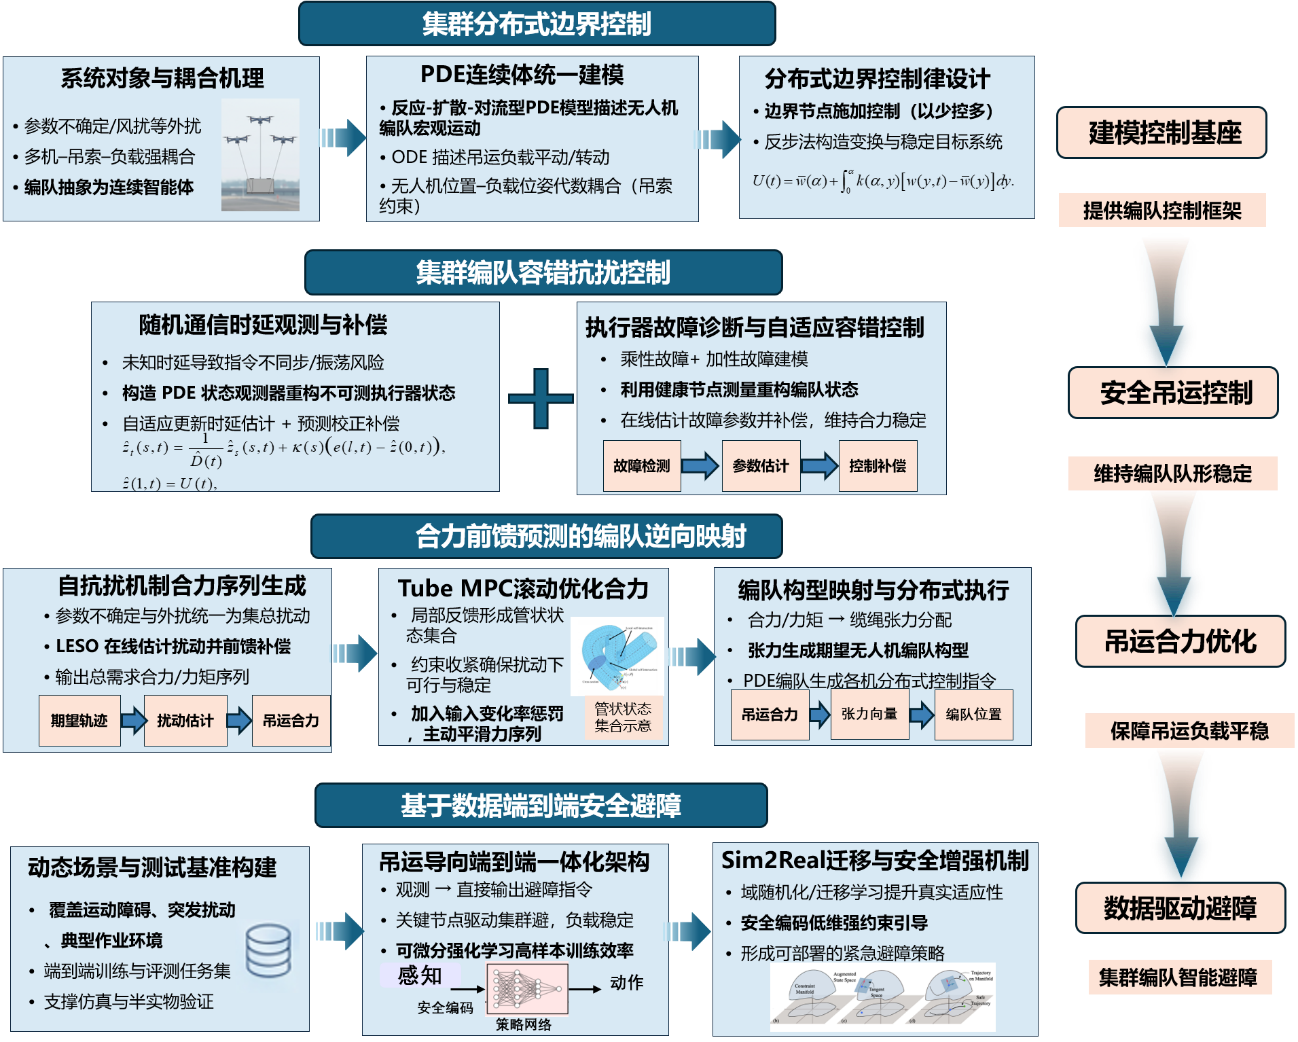 集群分布式边界控制
系统对象与耦合机理
• 参数不确定/风扰等外扰
• 多机–吊索–负载强耦合
• 编队抽象为连续智能体
PDE连续体统一建模
• 反应-扩散-对流型PDE模型描述无人机
编队宏观运动
• ODE 描述吊运负载平动/转动
• 无人机位置–负载位姿代数耦合（吊索
约束）
分布式边界控制律设计
• 边界节点施加控制（以少控多）
• 反步法构造变换与稳定目标系统
U(t) = w̅(α) + ∫₀^α k(α, y)[w(y,t) − w̅(y)]dy.
建模控制基座
提供编队控制框架
集群编队容错抗扰控制
随机通信时延观测与补偿
• 未知时延导致指令不同步/振荡风险
• 构造 PDE 状态观测器重构不可测执行器状态
• 自适应更新时延估计 + 预测校正补偿
ẑₜ(s,t) = 1/D̂(t) ẑₛ(s,t) + κ(s)(e(l,t) − ẑ(0,t)),
ẑ(1,t) = U(t),
执行器故障诊断与自适应容错控制
• 乘性故障+ 加性故障建模
• 利用健康节点测量重构编队状态
• 在线估计故障参数并补偿，维持合力稳定
故障检测 参数估计 控制补偿
安全吊运控制
维持编队队形稳定
合力前馈预测的编队逆向映射
自抗扰机制合力序列生成
• 参数不确定与外扰统一为集总扰动
• LESO 在线估计扰动并前馈补偿
• 输出总需求合力/力矩序列
期望轨迹 扰动估计 吊运合力
Tube MPC滚动优化合力
• 局部反馈形成管状状
态集合
• 约束收紧确保扰动下
可行与稳定
• 加入输入变化率惩罚
，主动平滑力序列
管状状态
集合示意
编队构型映射与分布式执行
• 合力/力矩 → 缆绳张力分配
• 张力生成期望无人机编队构型
• PDE编队生成各机分布式控制指令
吊运合力 张力向量 编队位置
吊运合力优化
保障吊运负载平稳
基于数据端到端安全避障
动态场景与测试基准构建
• 覆盖运动障碍、突发扰动
、典型作业环境
• 端到端训练与评测任务集
• 支撑仿真与半实物验证
吊运导向端到端一体化架构
• 观测 → 直接输出避障指令
• 关键节点驱动集群避，负载稳定
• 可微分强化学习高样本训练效率
感知
安全编码
策略网络
动作
Sim2Real迁移与安全增强机制
• 域随机化/迁移学习提升真实适应性
• 安全编码低维强约束引导
• 形成可部署的紧急避障策略
Constraint
Manifold
Augmented
State Space
Tangent
Space
Trajectory
on Manifold
Safe
Trajectory
(b) (c) (d)
数据驱动避障
集群编队智能避障